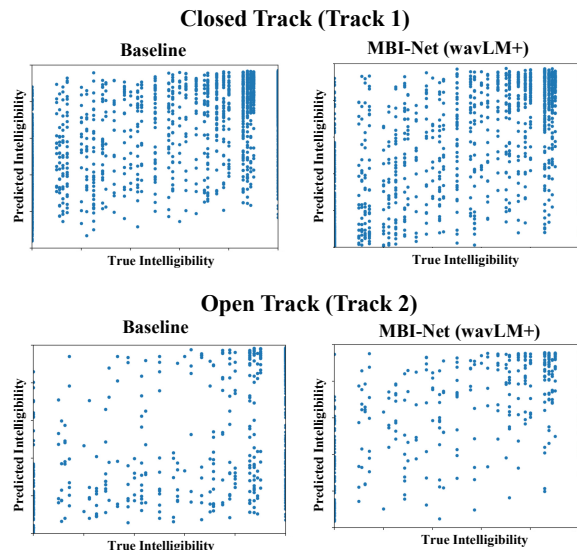 Closed Track (Track 1)
Baseline
MBI-Net (wavLM+)
Predicted Intelligibility
True Intelligibility
Predicted Intelligibility
True Intelligibility
Open Track (Track 2)
Baseline
MBI-Net (wavLM+)
Predicted Intelligibility
True Intelligibility
Predicted Intelligibility
True Intelligibility